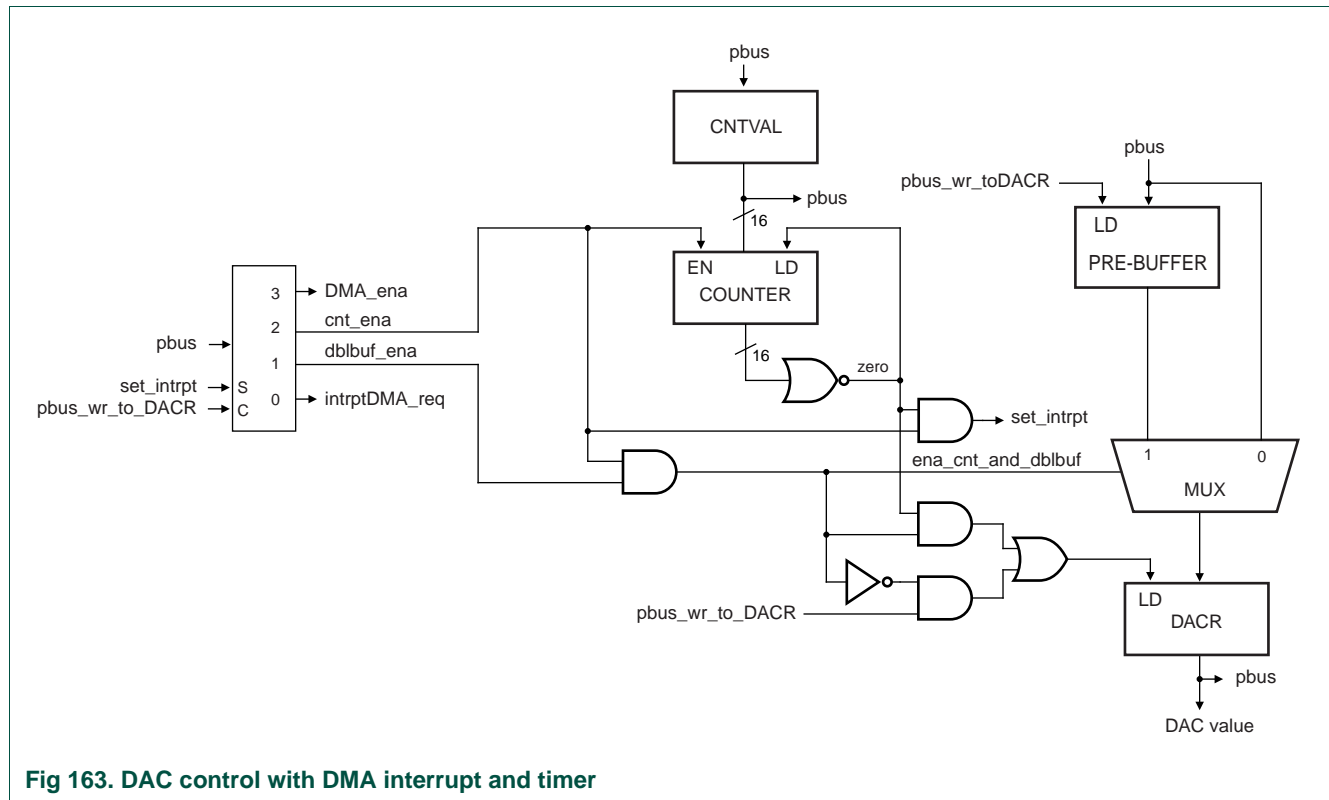 pbus
CNTVAL
pbus
16
pbus
pbus_wr_toDACR
LD
PRE-BUFFER
EN LD
COUNTER
16
zero
3 DMA_ena
2 cnt_ena
1 dblbuf_ena
0 intrptDMA_req
pbus
set_intrpt S
pbus_wr_to_DACR C
set_intrpt
ena_cnt_and_dblbuf
1 0
MUX
pbus_wr_to_DACR
LD
DACR
pbus
DAC value
Fig 163. DAC control with DMA interrupt and timer